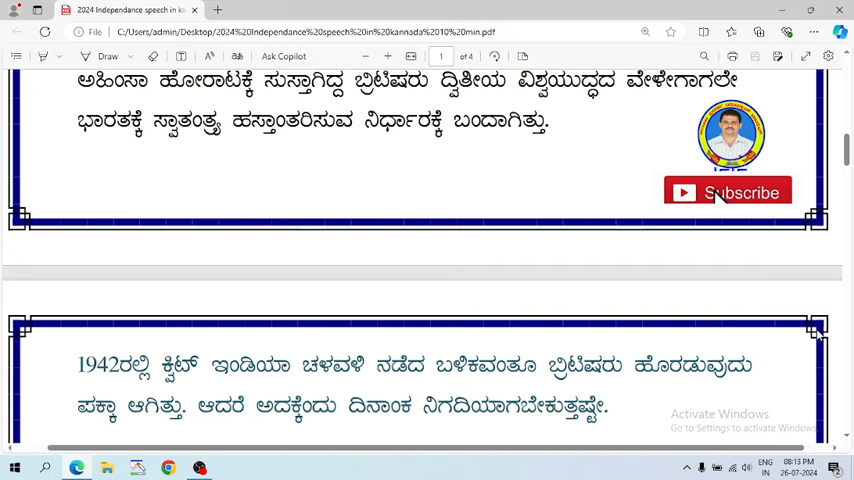 2024 Independance speech in ka
File
C:/Users/admin/Desktop/2024%20Independance%20speech%20in%20kannada%2010%20min.pdf
Draw
Ask Copilot
1 of 4
ಅಹಿಂಸಾ ಹೋರಾಟಕ್ಕೆ ಸುಸ್ತಾಗಿದ್ದ ಬ್ರಿಟಿಷರು ದ್ವಿತೀಯ ವಿಶ್ವಯುದ್ಧದ ವೇಳೇಗಾಗಲೇ
ಭಾರತಕ್ಕೆ ಸ್ವಾತಂತ್ರ್ಯ ಹಸ್ತಾಂತರಿಸುವ ನಿರ್ಧಾರಕ್ಕೆ ಬಂದಾಗಿತ್ತು.
Subscribe
1942ರಲ್ಲಿ ಕ್ವಿಟ್ ಇಂಡಿಯಾ ಚಳವಳಿ ನಡೆದ ಬಳಿಕವಂತೂ ಬ್ರಿಟಿಷರು ಹೊರಡುವುದು
ಪಕ್ಕಾ ಆಗಿತ್ತು. ಆದರೆ ಅದಕ್ಕೆಂದು ದಿನಾಂಕ ನಿಗದಿಯಾಗಬೇಕುತ್ತಷ್ಟೇ.
Activate Windows
Go to Settings to activate Windows.
ENG
IN
08:13 PM
26-07-2024
2